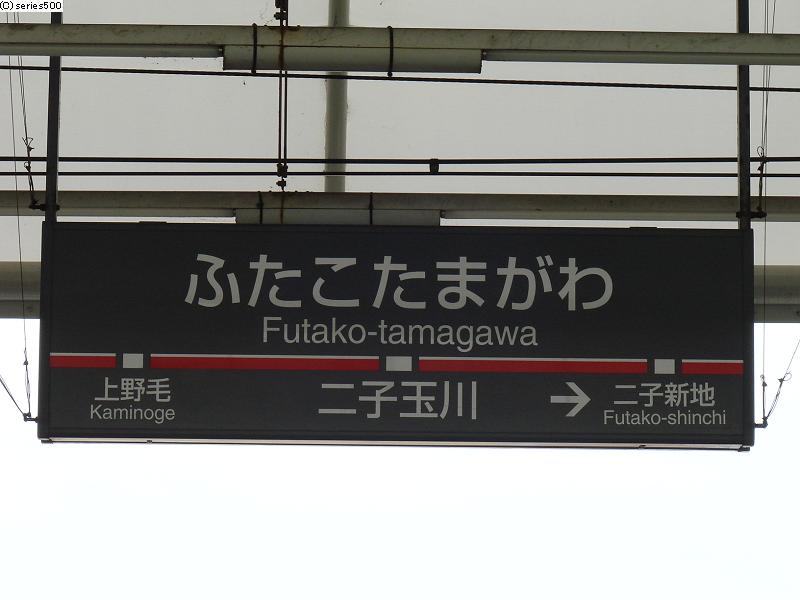 (C) series500
ふたこたまがわ
Futako-tamagawa
上野毛
Kaminoge
二子玉川
→
二子新地
Futako-shinchi